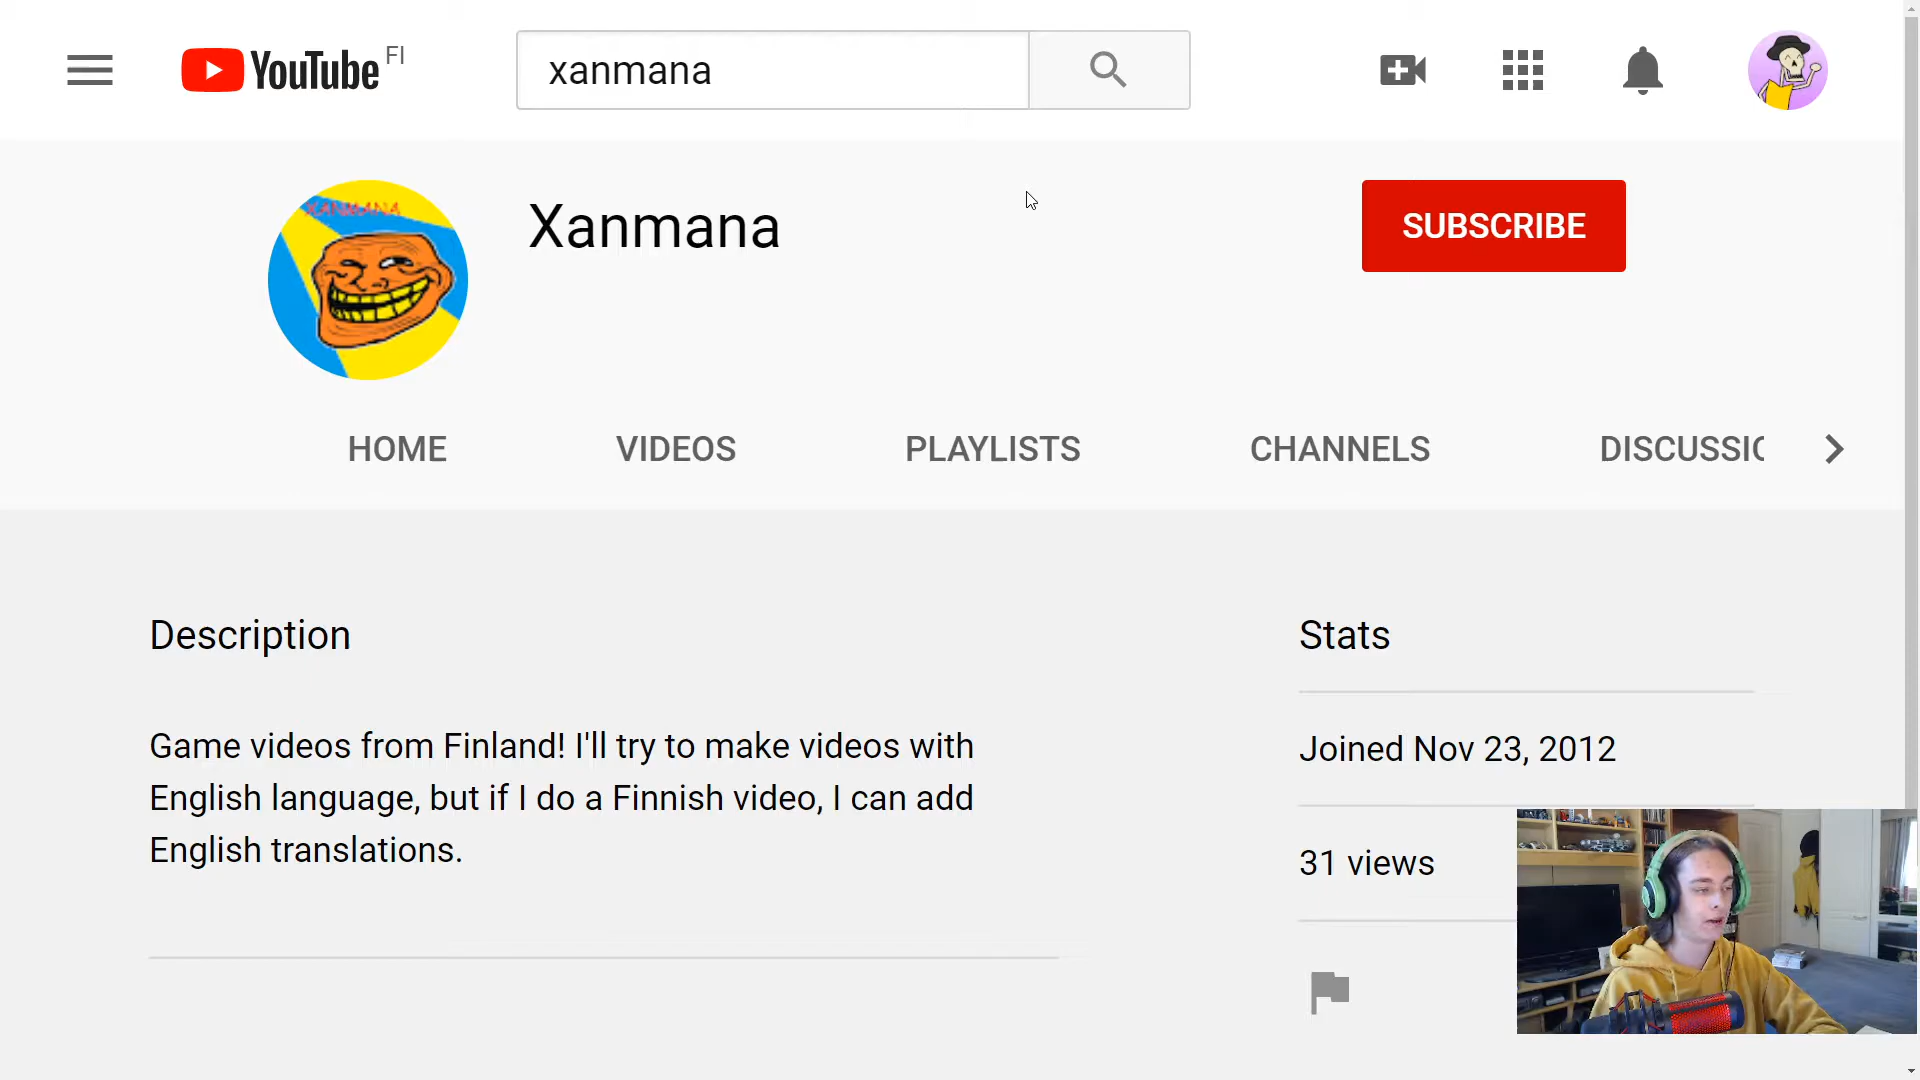 YouTube FI
xanmana
XANMANA
Xanmana
SUBSCRIBE
HOME
VIDEOS
PLAYLISTS
CHANNELS
DISCUSSIO
Description
Game videos from Finland! I'll try to make videos with
English language, but if I do a Finnish video, I can add
English translations.
Stats
Joined Nov 23, 2012
31 views